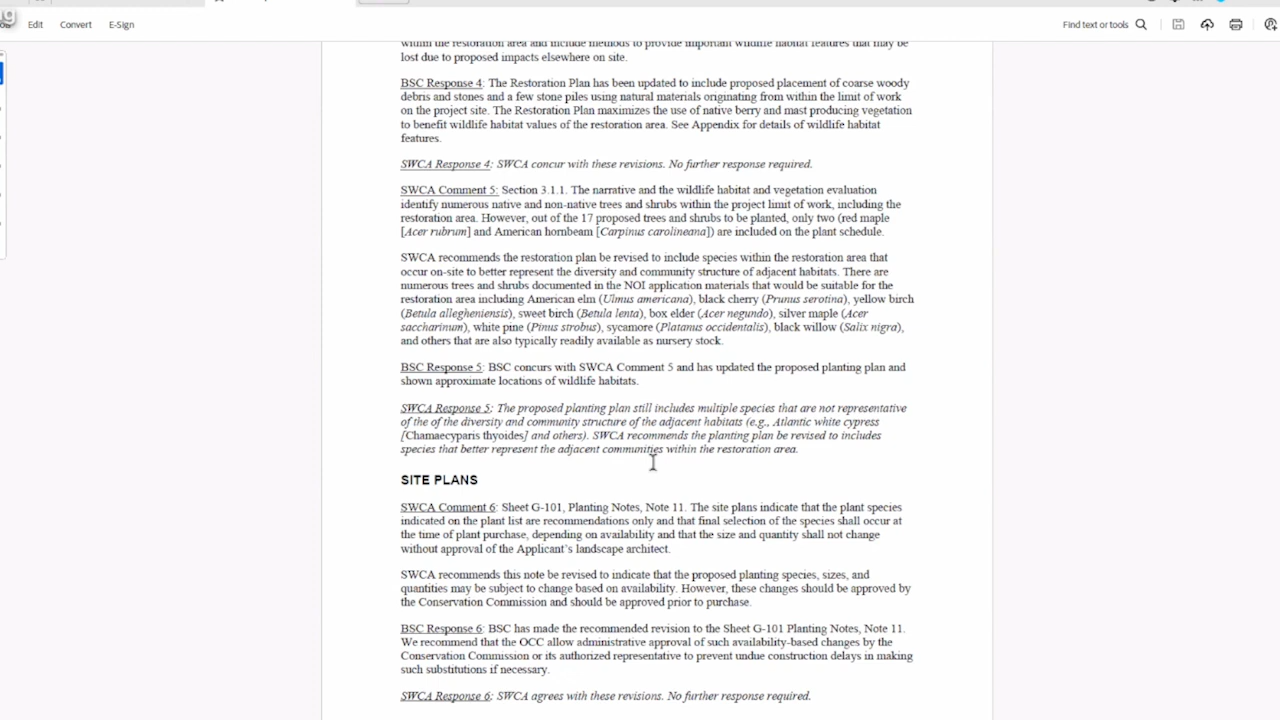 Edit Convert E-Sign Find text or tools
within the restoration area and include methods to provide important wildlife habitat features that may be
lost due to proposed impacts elsewhere on site.
BSC Response 4: The Restoration Plan has been updated to include proposed placement of coarse woody
debris and stones and a few stone piles using natural materials originating from within the limit of work
on the project site. The Restoration Plan maximizes the use of native berry and mast producing vegetation
to benefit wildlife habitat values of the restoration area. See Appendix for details of wildlife habitat
features.
SWCA Response 4: SWCA concur with these revisions. No further response required.
SWCA Comment 5: Section 3.1.1. The narrative and the wildlife habitat and vegetation evaluation
identify numerous native and non-native trees and shrubs within the project limit of work, including the
restoration area. However, out of the 17 proposed trees and shrubs to be planted, only two (red maple
[Acer rubrum] and American hornbeam [Carpinus carolineana]) are included on the plant schedule.
SWCA recommends the restoration plan be revised to include species within the restoration area that
occur on-site to better represent the diversity and community structure of adjacent habitats. There are
numerous trees and shrubs documented in the NOI application materials that would be suitable for the
restoration area including American elm (Ulmus americana), black cherry (Prunus serotina), yellow birch
(Betula allegheniensis), sweet birch (Betula lenta), box elder (Acer negundo), silver maple (Acer
saccharinum), white pine (Pinus strobus), sycamore (Platanus occidentalis), black willow (Salix nigra),
and others that are also typically readily available as nursery stock.
BSC Response 5: BSC concurs with SWCA Comment 5 and has updated the proposed planting plan and
shown approximate locations of wildlife habitats.
SWCA Response 5: The proposed planting plan still includes multiple species that are not representative
of the of the diversity and community structure of the adjacent habitats (e.g., Atlantic white cypress
[Chamaecyparis thyoides] and others). SWCA recommends the planting plan be revised to includes
species that better represent the adjacent communities within the restoration area.
SITE PLANS
SWCA Comment 6: Sheet G-101, Planting Notes, Note 11. The site plans indicate that the plant species
indicated on the plant list are recommendations only and that final selection of the species shall occur at
the time of plant purchase, depending on availability and that the size and quantity shall not change
without approval of the Applicant's landscape architect.
SWCA recommends this note be revised to indicate that the proposed planting species, sizes, and
quantities may be subject to change based on availability. However, these changes should be approved by
the Conservation Commission and should be approved prior to purchase.
BSC Response 6: BSC has made the recommended revision to the Sheet G-101 Planting Notes, Note 11.
We recommend that the OCC allow administrative approval of such availability-based changes by the
Conservation Commission or its authorized representative to prevent undue construction delays in making
such substitutions if necessary.
SWCA Response 6: SWCA agrees with these revisions. No further response required.